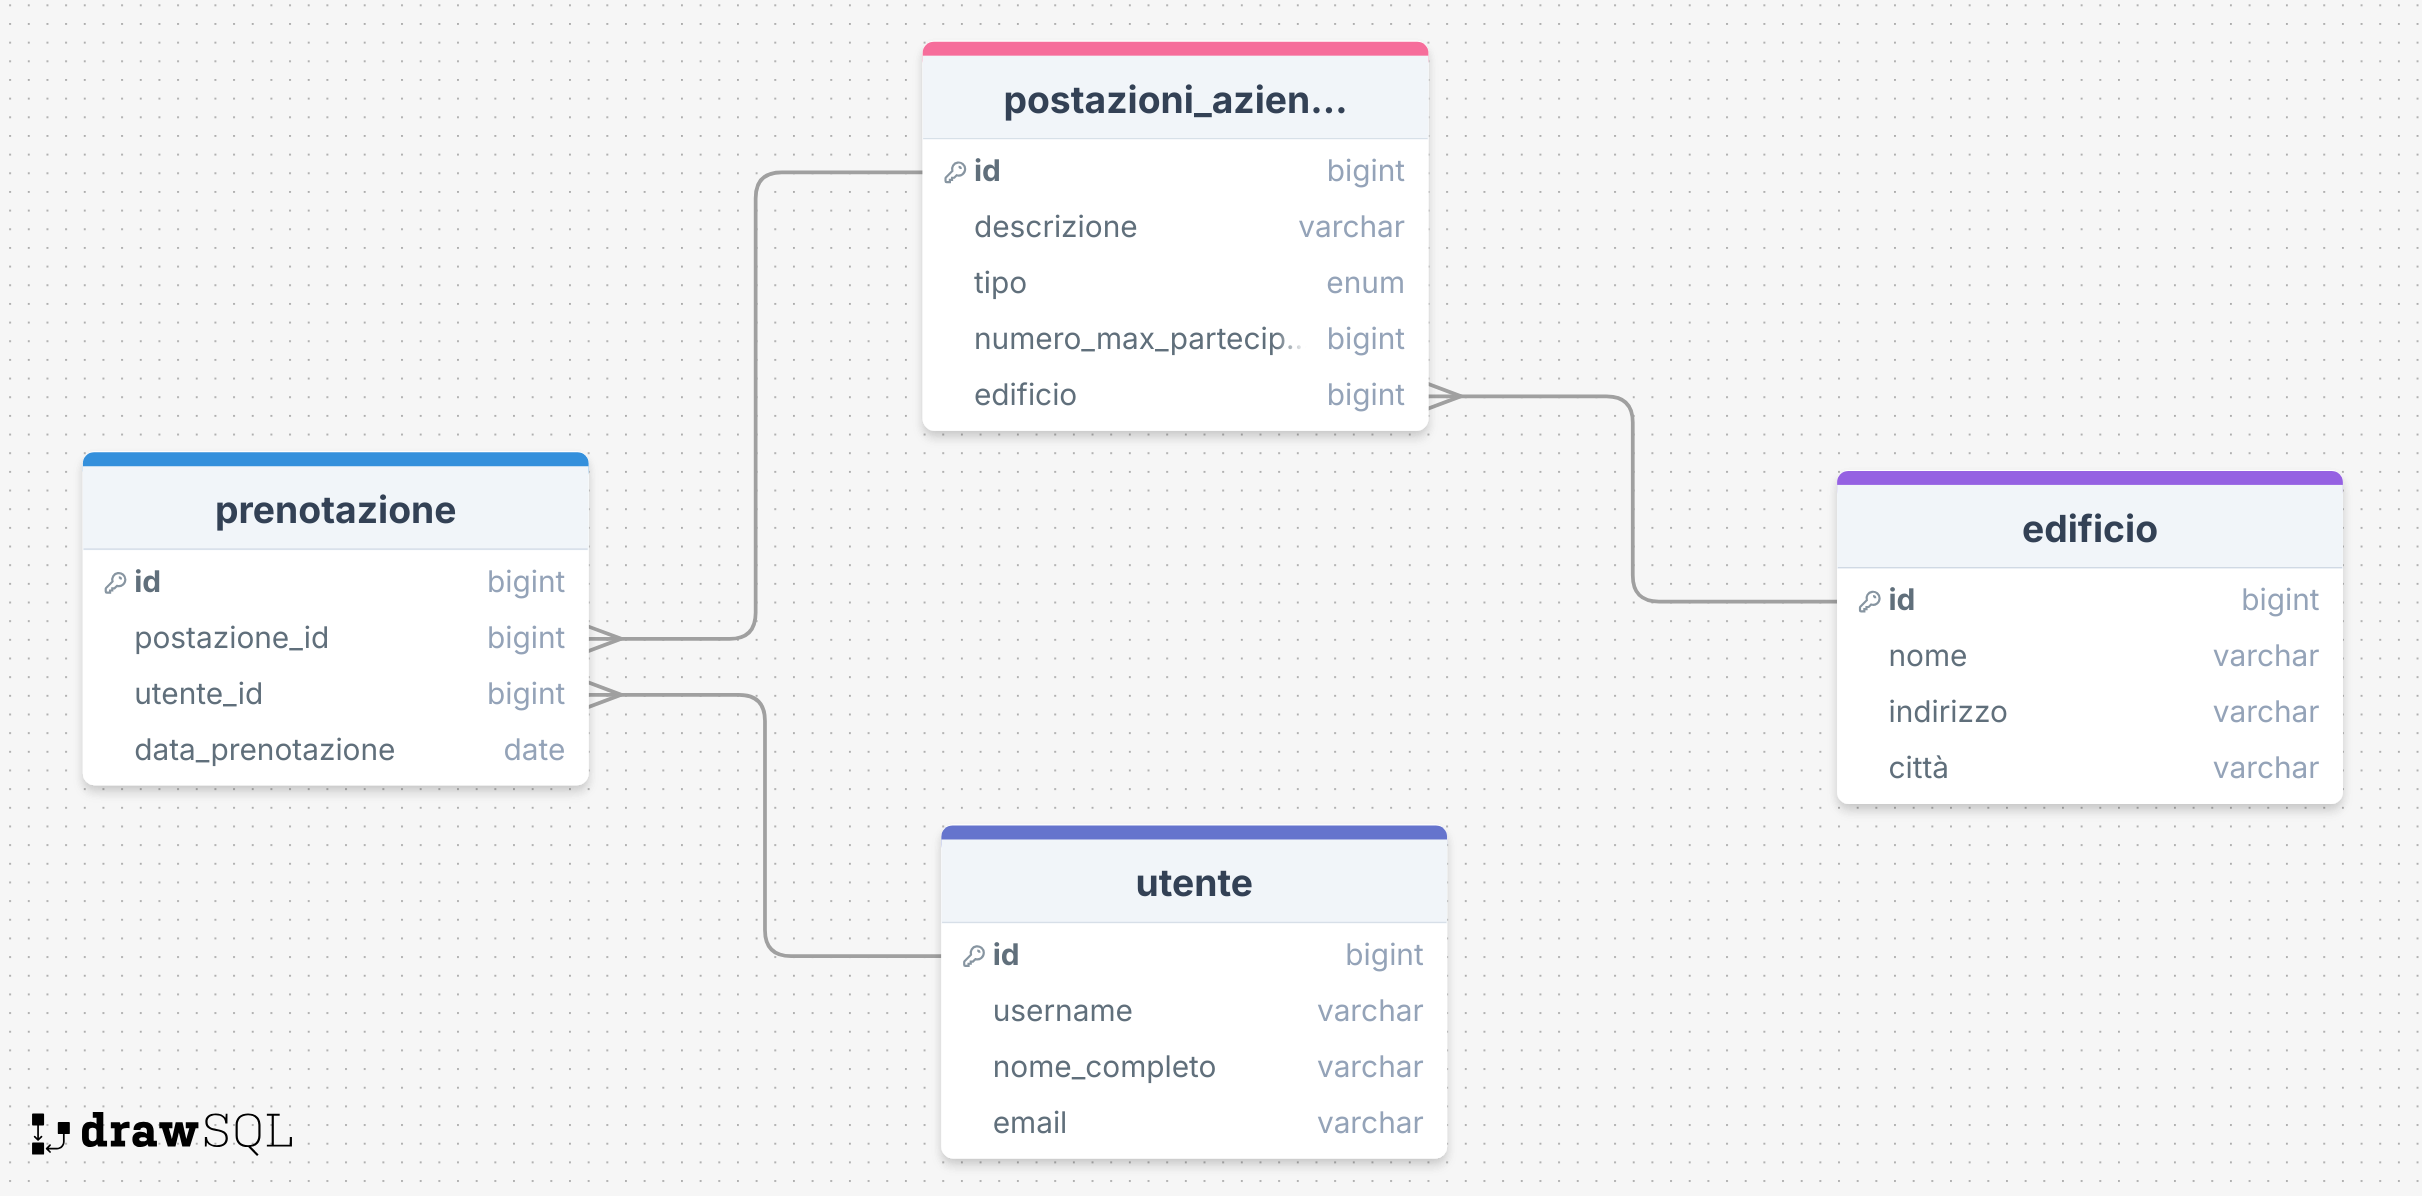 postazioni_azien...
id bigint
descrizione varchar
tipo enum
numero_max_partecip.. bigint
edificio bigint
prenotazione
id bigint
postazione_id bigint
utente_id bigint
data_prenotazione date
edificio
id bigint
nome varchar
indirizzo varchar
città varchar
utente
id bigint
username varchar
nome_completo varchar
email varchar
drawSQL